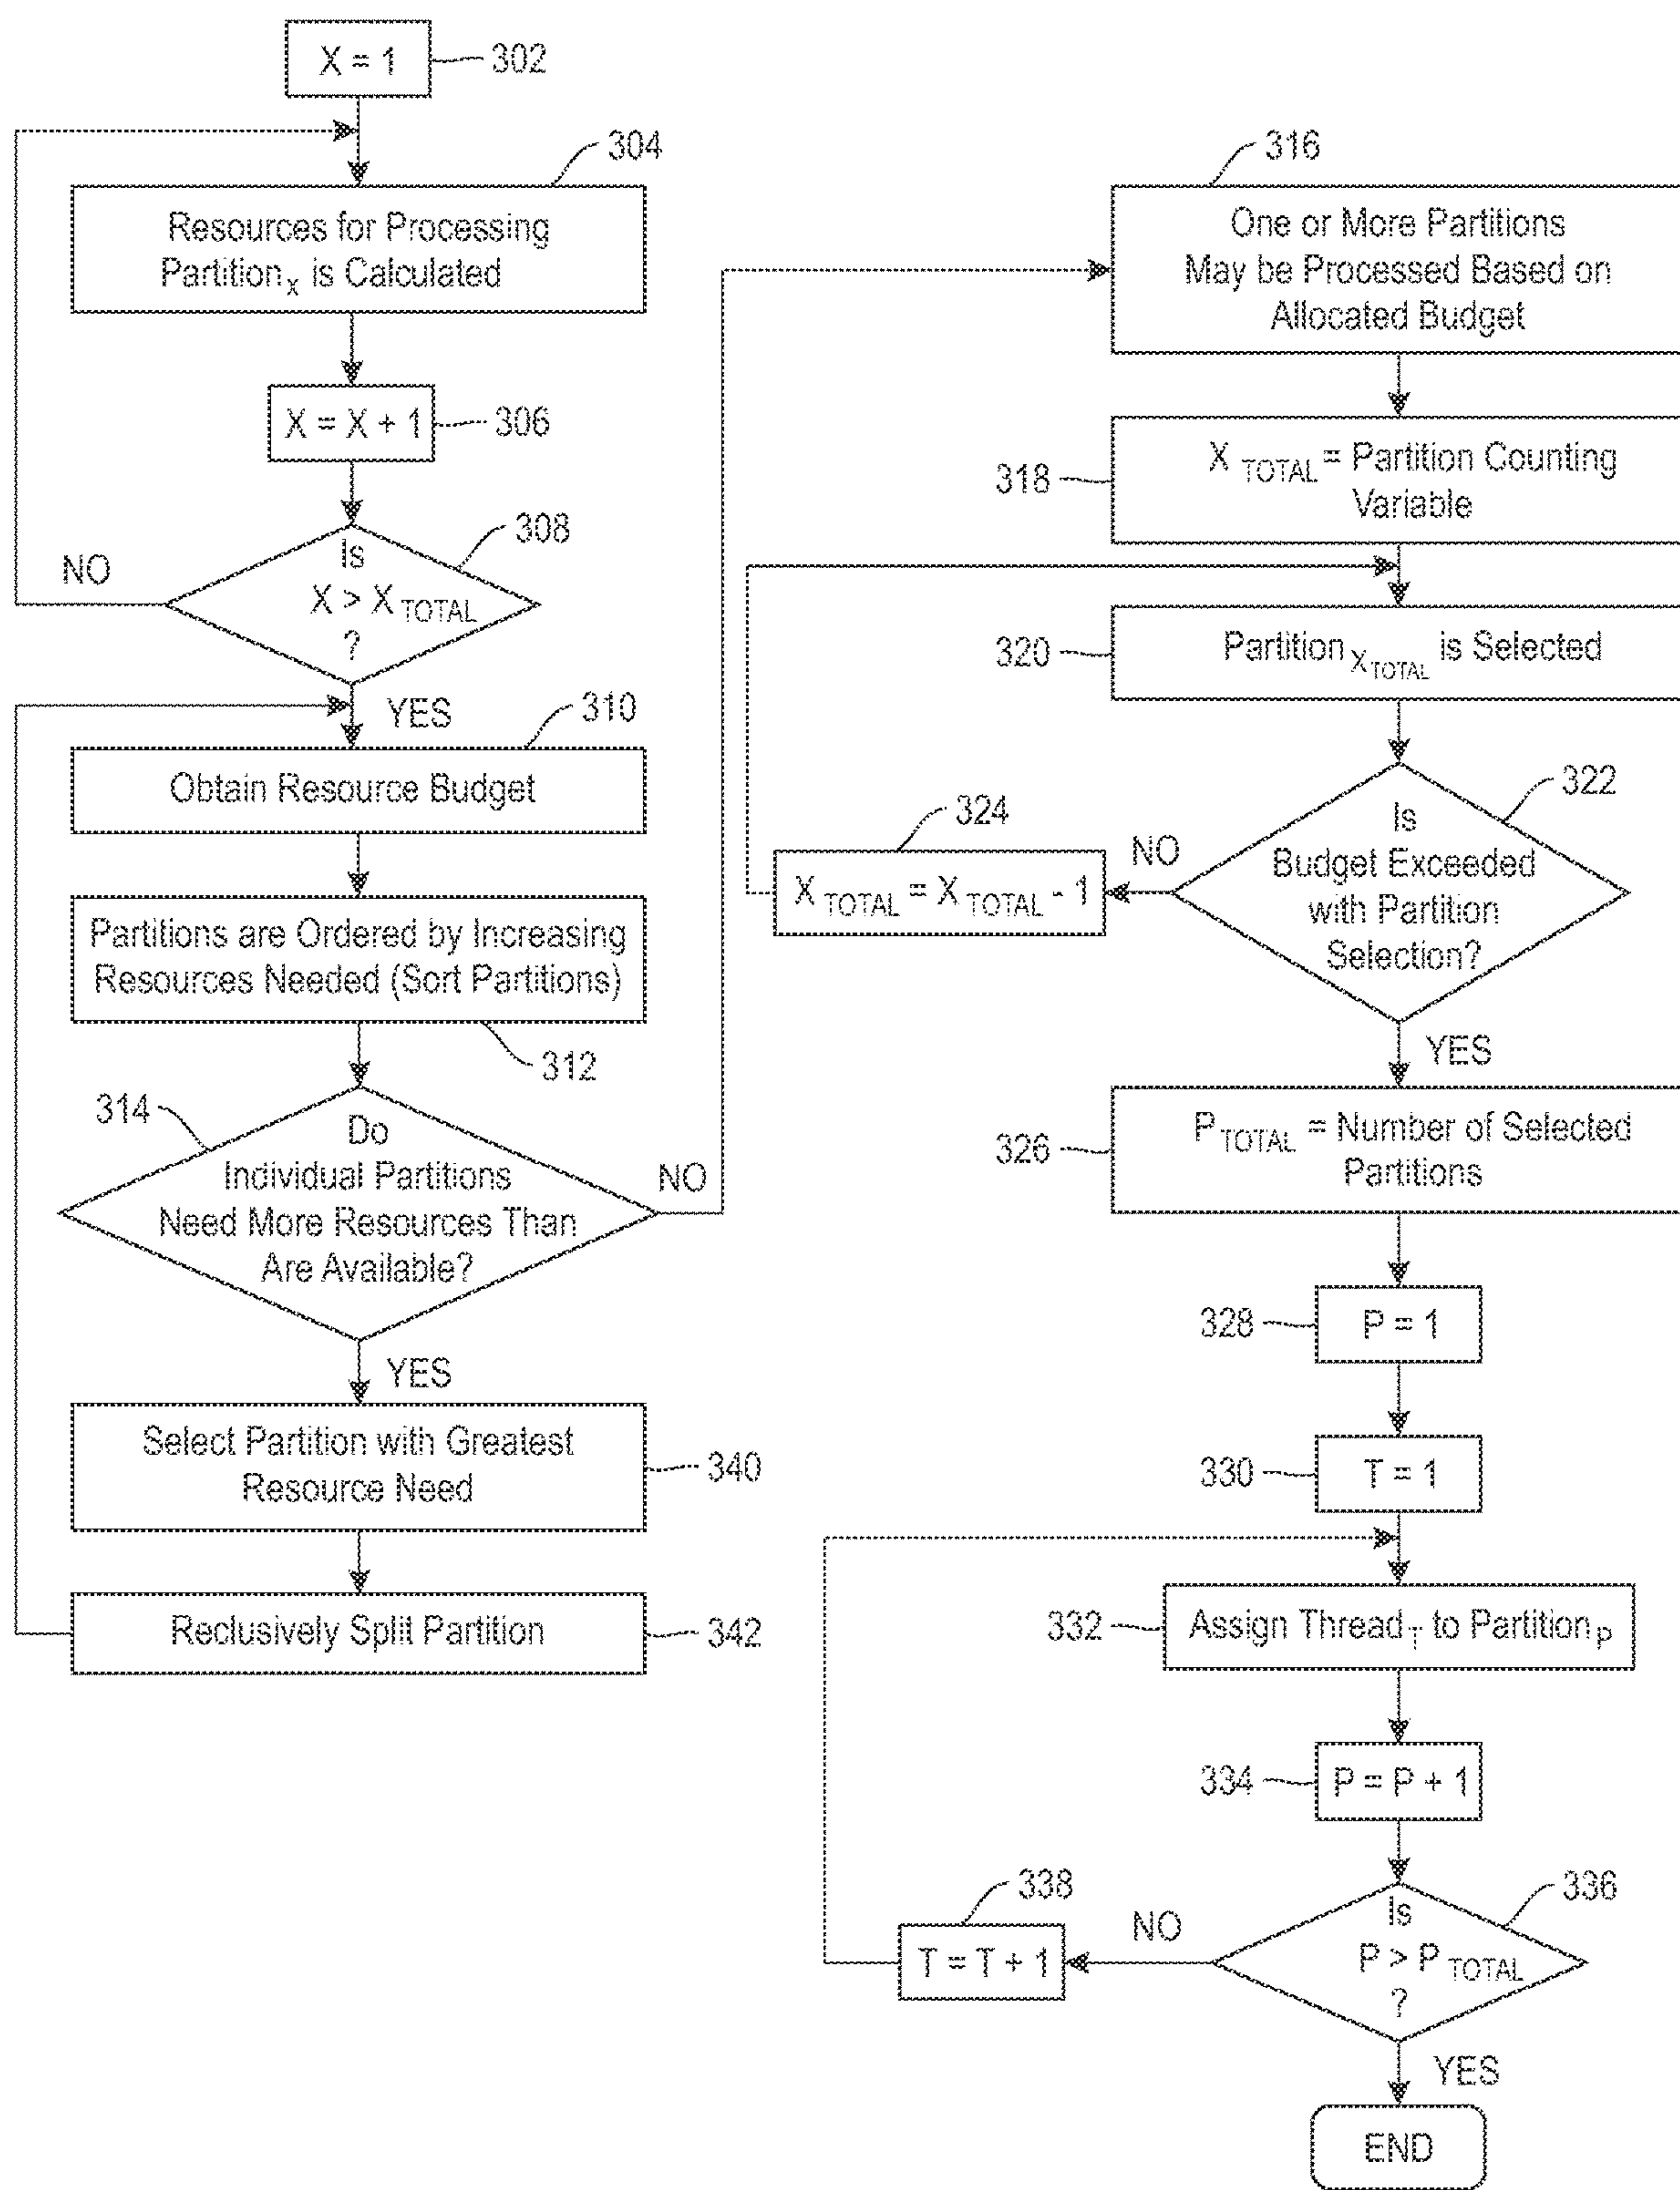 X = 1
302
304
Resources for Processing
Partition X is Calculated
X = X + 1
306
308
Is
X > X TOTAL
?
NO
YES
310
Obtain Resource Budget
Partitions are Ordered by Increasing
Resources Needed (Sort Partitions)
312
314
Do
Individual Partitions
Need More Resources Than
Are Available?
NO
YES
Select Partition with Greatest
Resource Need
340
Reclusively Split Partition
342
316
One or More Partitions
May be Processed Based on
Allocated Budget
318
X TOTAL = Partition Counting
Variable
320
Partition X TOTAL is Selected
322
Is
Budget Exceeded
with Partition
Selection?
NO
324
X TOTAL = X TOTAL - 1
YES
326
P TOTAL = Number of Selected
Partitions
328
P = 1
330
T = 1
332
Assign Thread T to Partition P
334
P = P + 1
336
Is
P > P TOTAL
?
NO
338
T = T + 1
YES
END